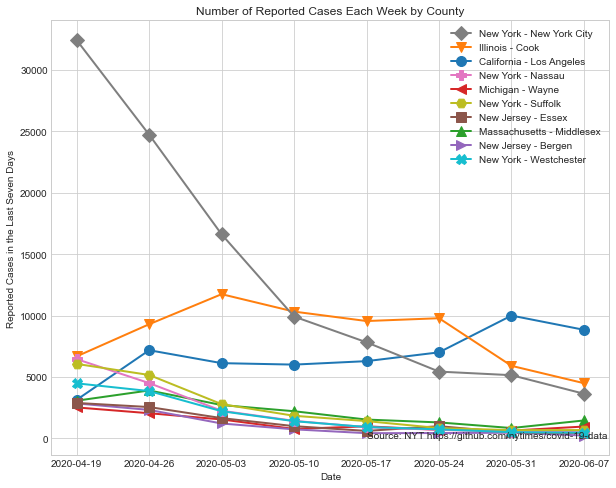 Number of Reported Cases Each Week by County
New York - New York City
Illinois - Cook
California - Los Angeles
New York - Nassau
Michigan - Wayne
New York - Suffolk
New Jersey - Essex
Massachusetts - Middlesex
New Jersey - Bergen
New York - Westchester
Reported Cases in the Last Seven Days
30000
25000
20000
15000
10000
5000
0
Source: NYT https://github.com/nytimes/covid-19-data
2020-04-19 2020-04-26 2020-05-03 2020-05-10 2020-05-17 2020-05-24 2020-05-31 2020-06-07
Date